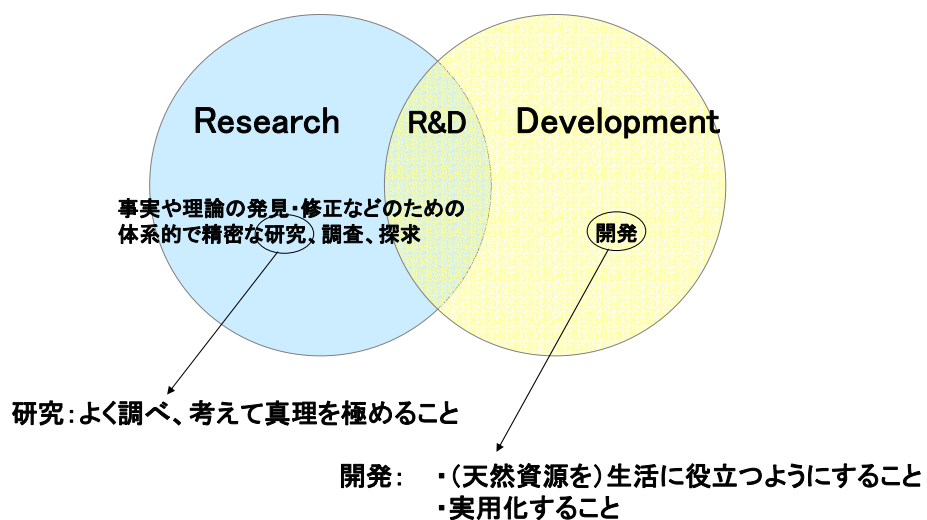 Research
R&D
Development
事実や理論の発見・修正などのための
体系的で精密な研究、調査、探求
開発
研究：よく調べ、考えて真理を極めること
開発：　・（天然資源を）生活に役立つようにすること
・実用化すること